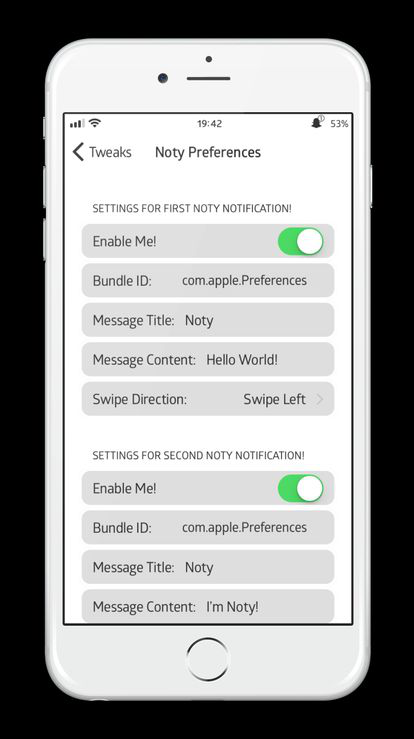 19:42
53%
Tweaks
Noty Preferences
SETTINGS FOR FIRST NOTY NOTIFICATION!
Enable Me!
Bundle ID: com.apple.Preferences
Message Title: Noty
Message Content: Hello World!
Swipe Direction: Swipe Left
SETTINGS FOR SECOND NOTY NOTIFICATION!
Enable Me!
Bundle ID: com.apple.Preferences
Message Title: Noty
Message Content: I'm Noty!